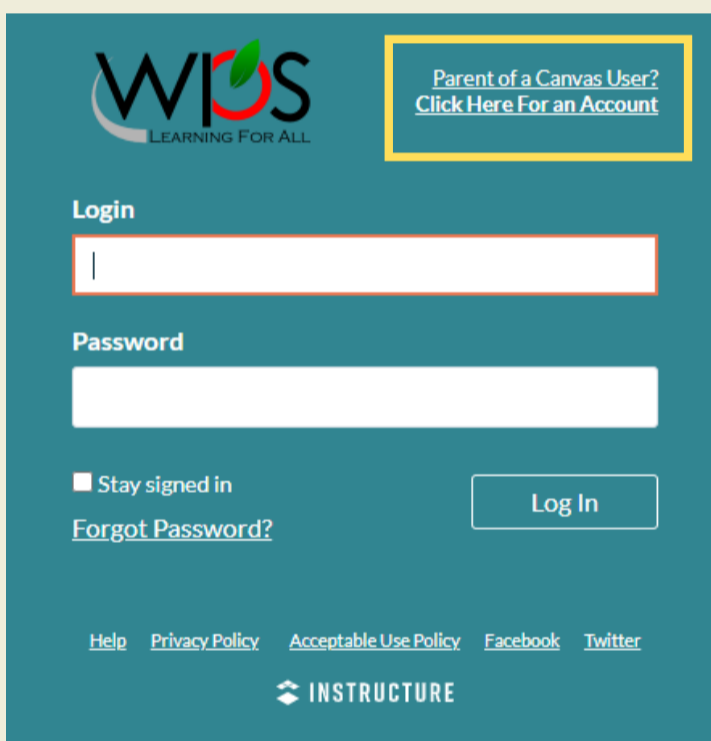 WPS
LEARNING FOR ALL
Parent of a Canvas User?
Click Here For an Account
Login
Password
Stay signed in
Log In
Forgot Password?
Help Privacy Policy Acceptable Use Policy Facebook Twitter
INSTRUCTURE